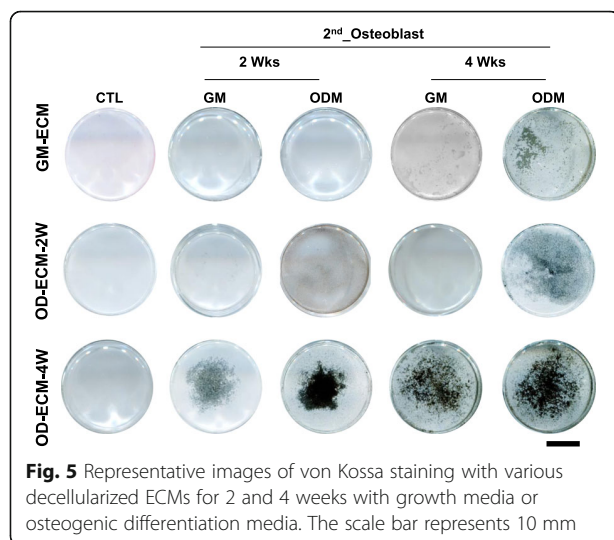 2nd_Osteoblast
2 Wks 4 Wks
CTL GM ODM GM ODM
GM-ECM
OD-ECM-2W
OD-ECM-4W
Fig. 5 Representative images of von Kossa staining with various
decellularized ECMs for 2 and 4 weeks with growth media or
osteogenic differentiation media. The scale bar represents 10 mm